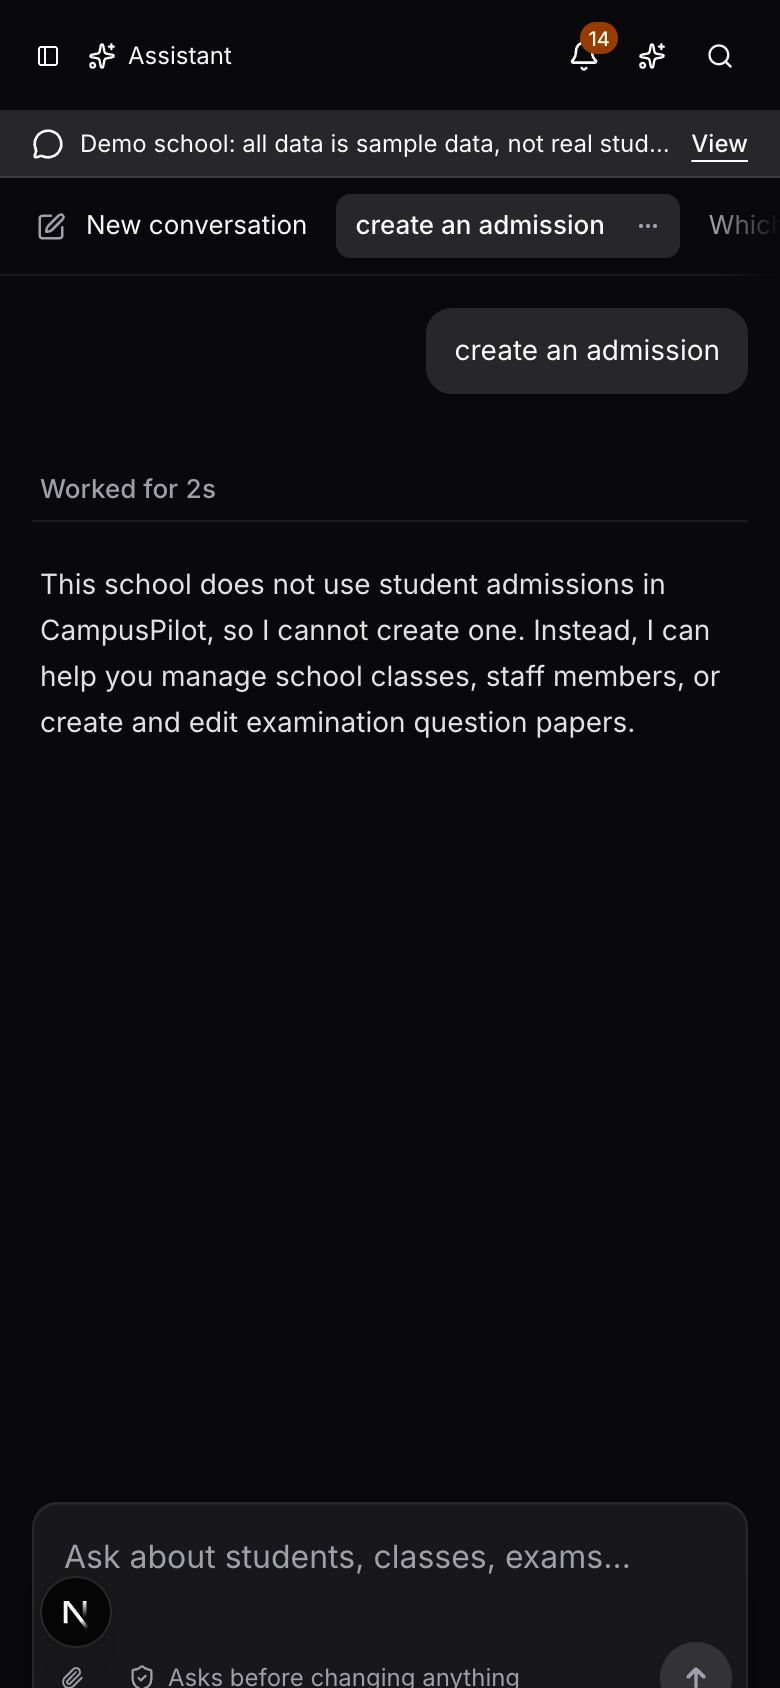 Assistant
14
Demo school: all data is sample data, not real stud...
View
New conversation
create an admission
...
Which
create an admission
Worked for 2s
This school does not use student admissions in
CampusPilot, so I cannot create one. Instead, I can
help you manage school classes, staff members, or
create and edit examination question papers.
Ask about students, classes, exams...
N
Asks before changing anything